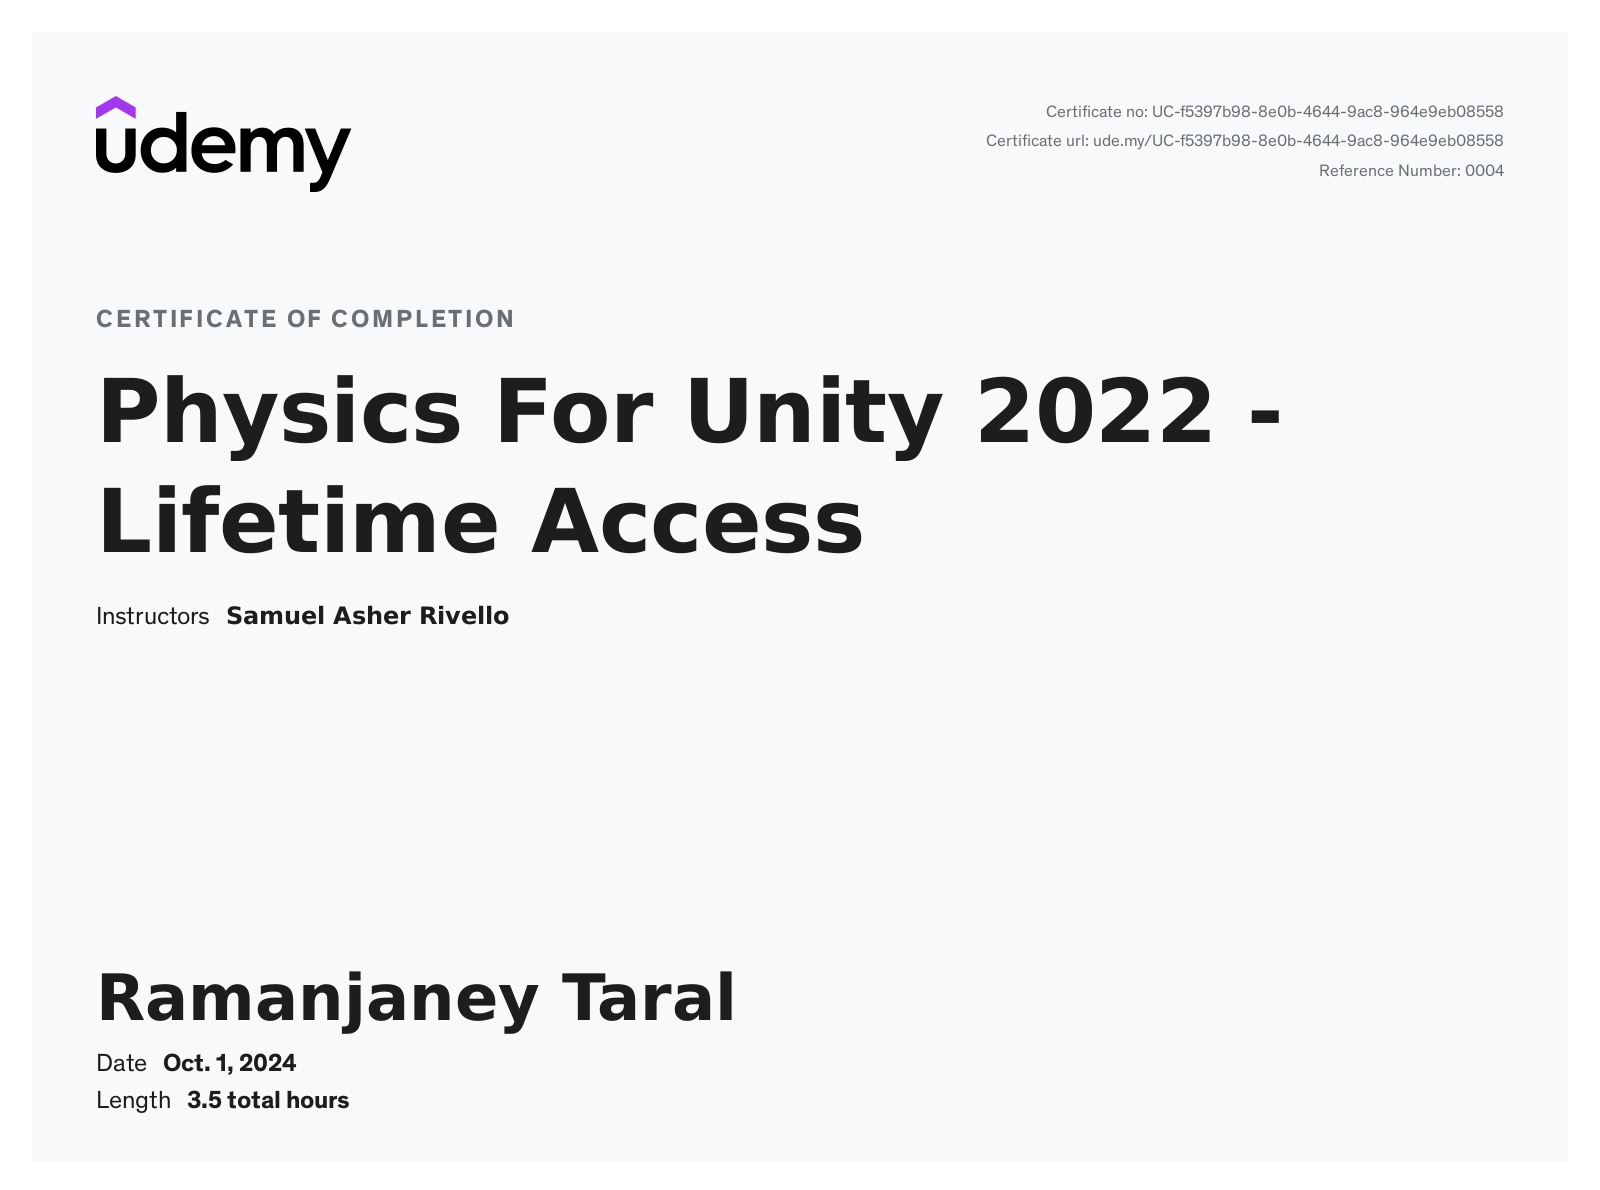 udemy
Certificate no: UC-f5397b98-8e0b-4644-9ac8-964e9eb08558
Certificate url: ude.my/UC-f5397b98-8e0b-4644-9ac8-964e9eb08558
Reference Number: 0004
CERTIFICATE OF COMPLETION
Physics For Unity 2022 -
Lifetime Access
Instructors Samuel Asher Rivello
Ramanjaney Taral
Date Oct. 1, 2024
Length 3.5 total hours